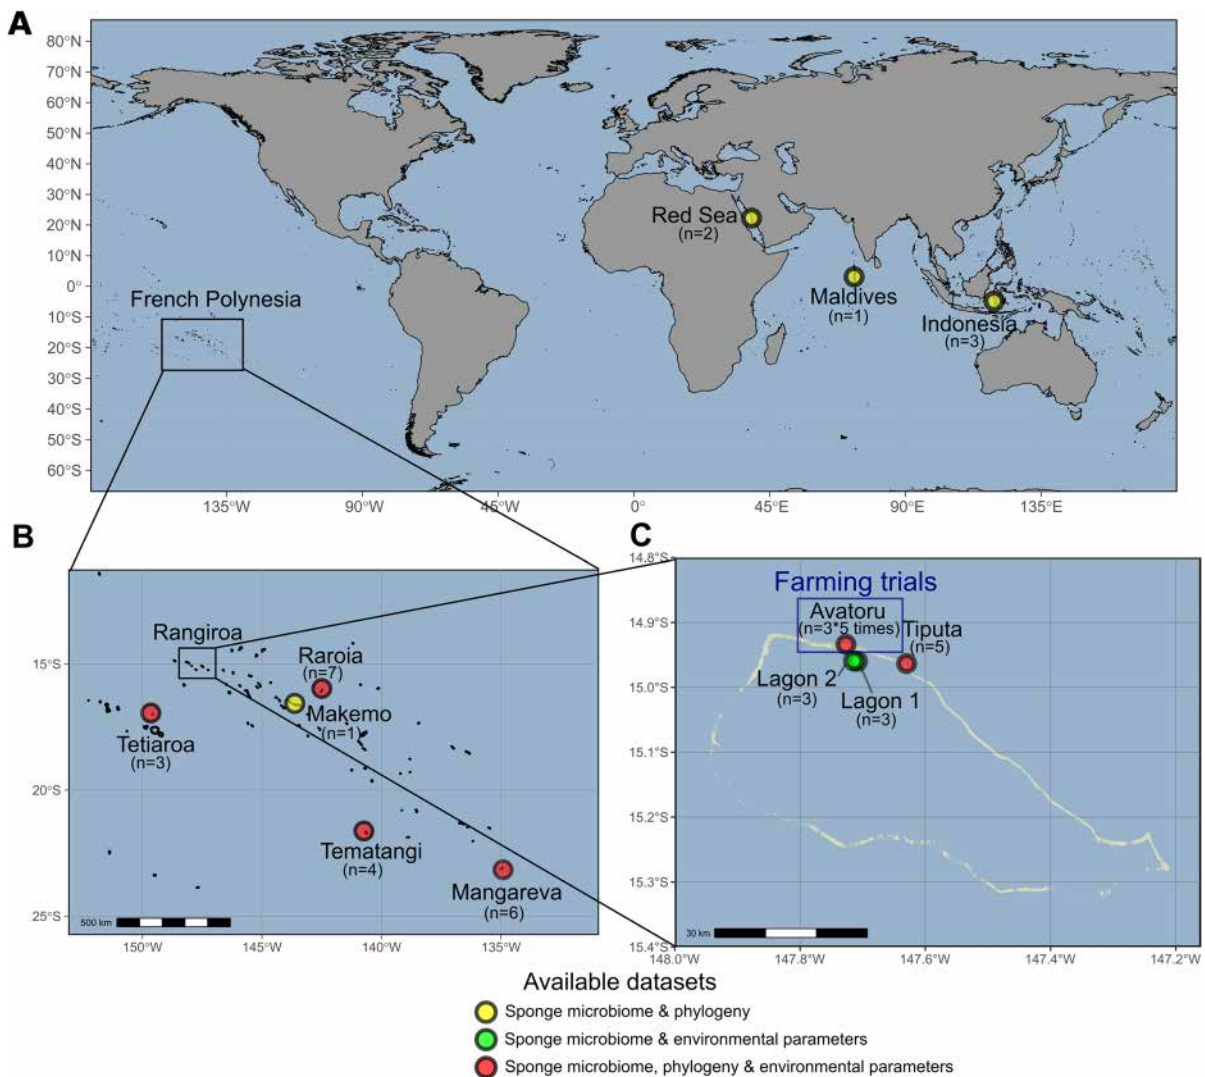 A
80°N
70°N
60°N
50°N
40°N
30°N
20°N
10°N
0°
10°S
20°S
30°S
40°S
50°S
60°S
Red Sea
(n=2)
Maldives
(n=1)
Indonesia
(n=3)
French Polynesia
135°W
90°W
45°W
0°
45°E
90°E
135°E
B
Rangiroa
Raroia
(n=7)
Makemo
(n=1)
Tetiaroa
(n=3)
Tematangi
(n=4)
Mangareva
(n=6)
15°S
20°S
25°S
500 km
150°W
145°W
140°W
135°W
C
14.8°S
14.9°S
15.0°S
15.1°S
15.2°S
15.3°S
15.4°S
Farming trials
Avatoru
(n=3*5 times)
Tiputa
(n=5)
Lagon 2
(n=3)
Lagon 1
(n=3)
30 km
148.0°W
147.8°W
147.6°W
147.4°W
147.2°W
Available datasets
Sponge microbiome & phylogeny
Sponge microbiome & environmental parameters
Sponge microbiome, phylogeny & environmental parameters